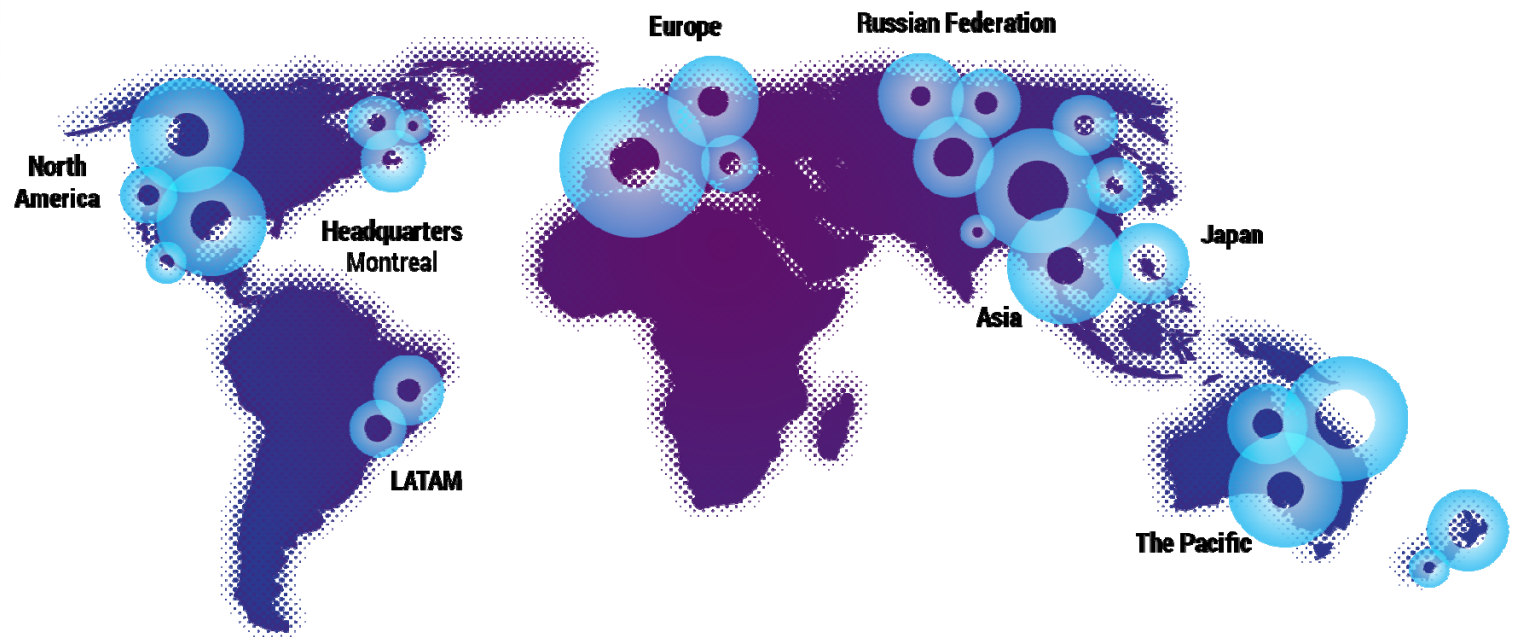 Europe
Russian Federation
North
America
Headquarters
Montreal
Japan
Asia
LATAM
The Pacific